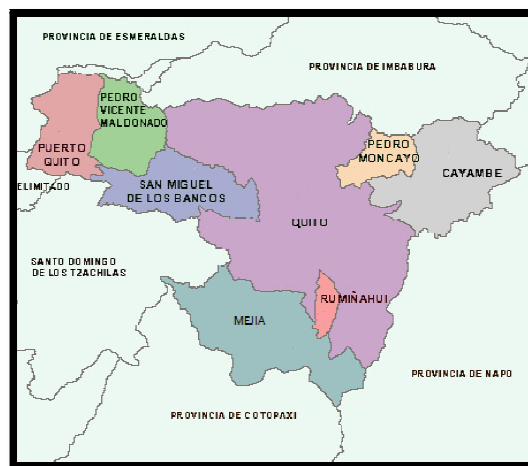 PROVINCIA DE ESMERALDAS
PROVINCIA DE IMBABURA
PEDRO
VICENTE
MALDONADO
PUERTO
QUITO
PEDRO
MONCAYO
CAYAMBE
ELIMITADO
SAN MIGUEL
DE LOS BANCOS
QUITO
SANTO DOMINGO
DE LOS TZACHILAS
RUMIÑAHUI
MEJIA
PROVINCIA DE NAPO
PROVINCIA DE COTOPAXI